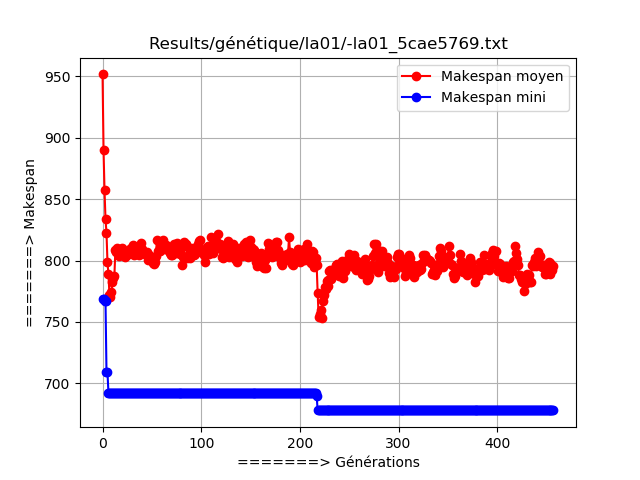 Results/génétique/la01/-la01_5cae5769.txt
Makespan moyen
Makespan mini
950
900
850
800
750
700
=======> Makespan
0 100 200 300 400
=======> Générations